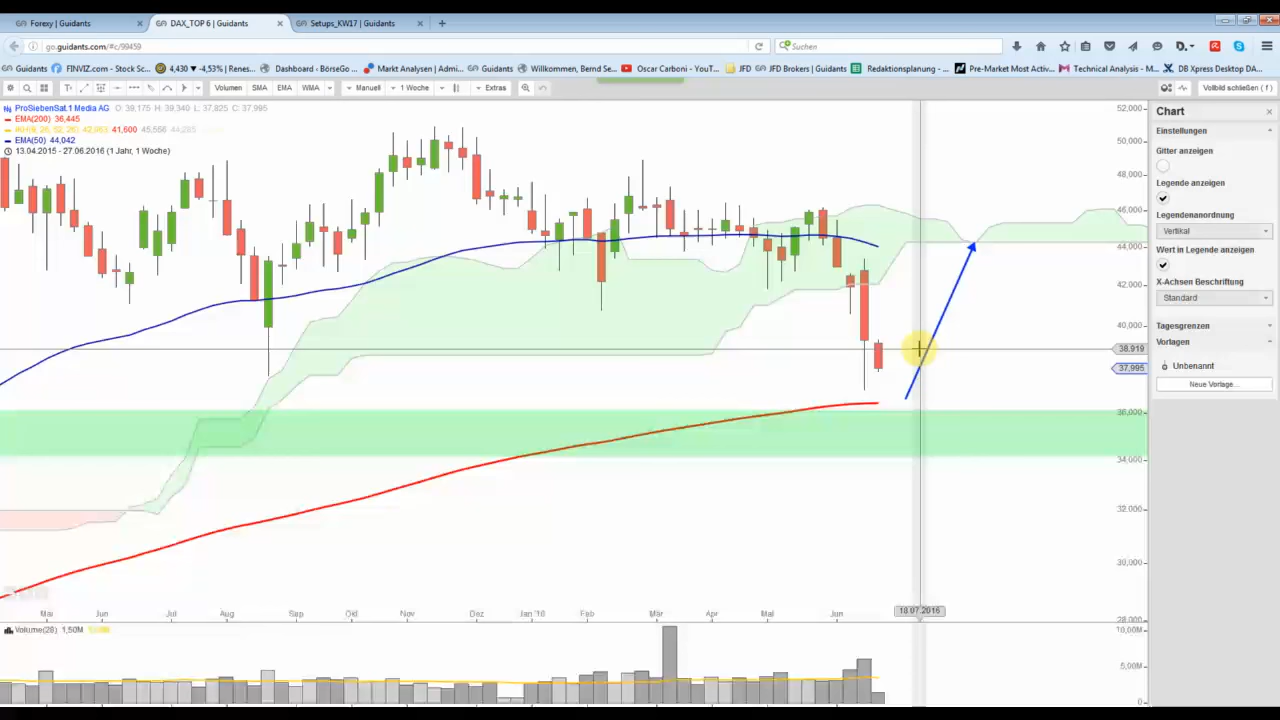 Forexy | Guidants × DAX_TOP 6 | Guidants × Setups_KW17 | Guidants × +
go.guidants.com/#c/99459 Suchen
Guidants FINVIZ.com - Stock Sc... 4,430 -4,53% | Renes... Dashboard - BörseGo ... Markt Analysen | Admi... Guidants Willkommen, Bernd Se... Oscar Carboni - YouT... JFD JFD Brokers | Guidants Redaktionsplanung -... Pre-Market Most Activ... Technical Analysis - M... DB Xpress Desktop DA...
Volumen SMA EMA WMA Manuell 1 Woche Extras Vollbild schließen ( f )
ProSiebenSat.1 Media AG O: 39,175 H: 39,340 L: 37,825 C: 37,995
EMA(200) 36,445
41,600 45,556
EMA(50) 44,042
13.04.2015 - 27.06.2016 (1 Jahr, 1 Woche)
52,000
50,000
48,000
46,000
44,000
42,000
40,000
38,919
37,995
36,000
34,000
32,000
30,000
28,000
Mai Jun Jul Aug Sep Okt Nov Dez Jan'16 Feb Mär Apr Mai Jun 18.07.2016
Volume(28) 1,50M
10,00M
5,00M
0
Chart ×
Einstellungen
Gitter anzeigen
Legende anzeigen
Legendenanordnung
Vertikal
Wert in Legende anzeigen
X-Achsen Beschriftung
Standard
Tagesgrenzen
Vorlagen
Unbenannt
Neue Vorlage...